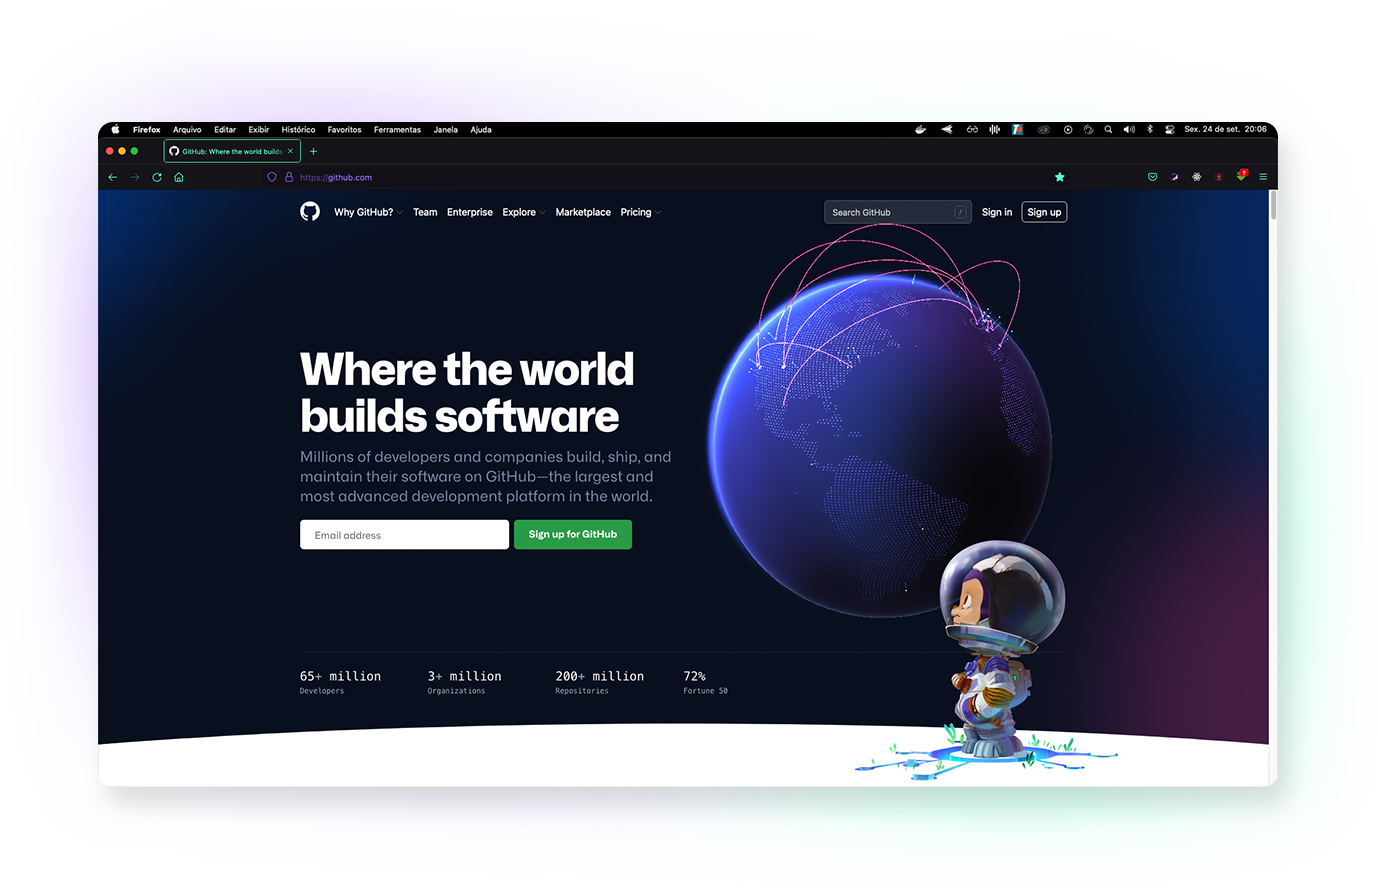 Firefox Arquivo Editar Exibir Histórico Favoritos Ferramentas Janela Ajuda Sex. 24 de set. 20:06
GitHub: Where the world builds
https://github.com
Why GitHub? Team Enterprise Explore Marketplace Pricing Search GitHub / Sign in Sign up
Where the world
builds software
Millions of developers and companies build, ship, and
maintain their software on GitHub—the largest and
most advanced development platform in the world.
Email address Sign up for GitHub
65+ million 3+ million 200+ million 72%
Developers Organizations Repositories Fortune 50